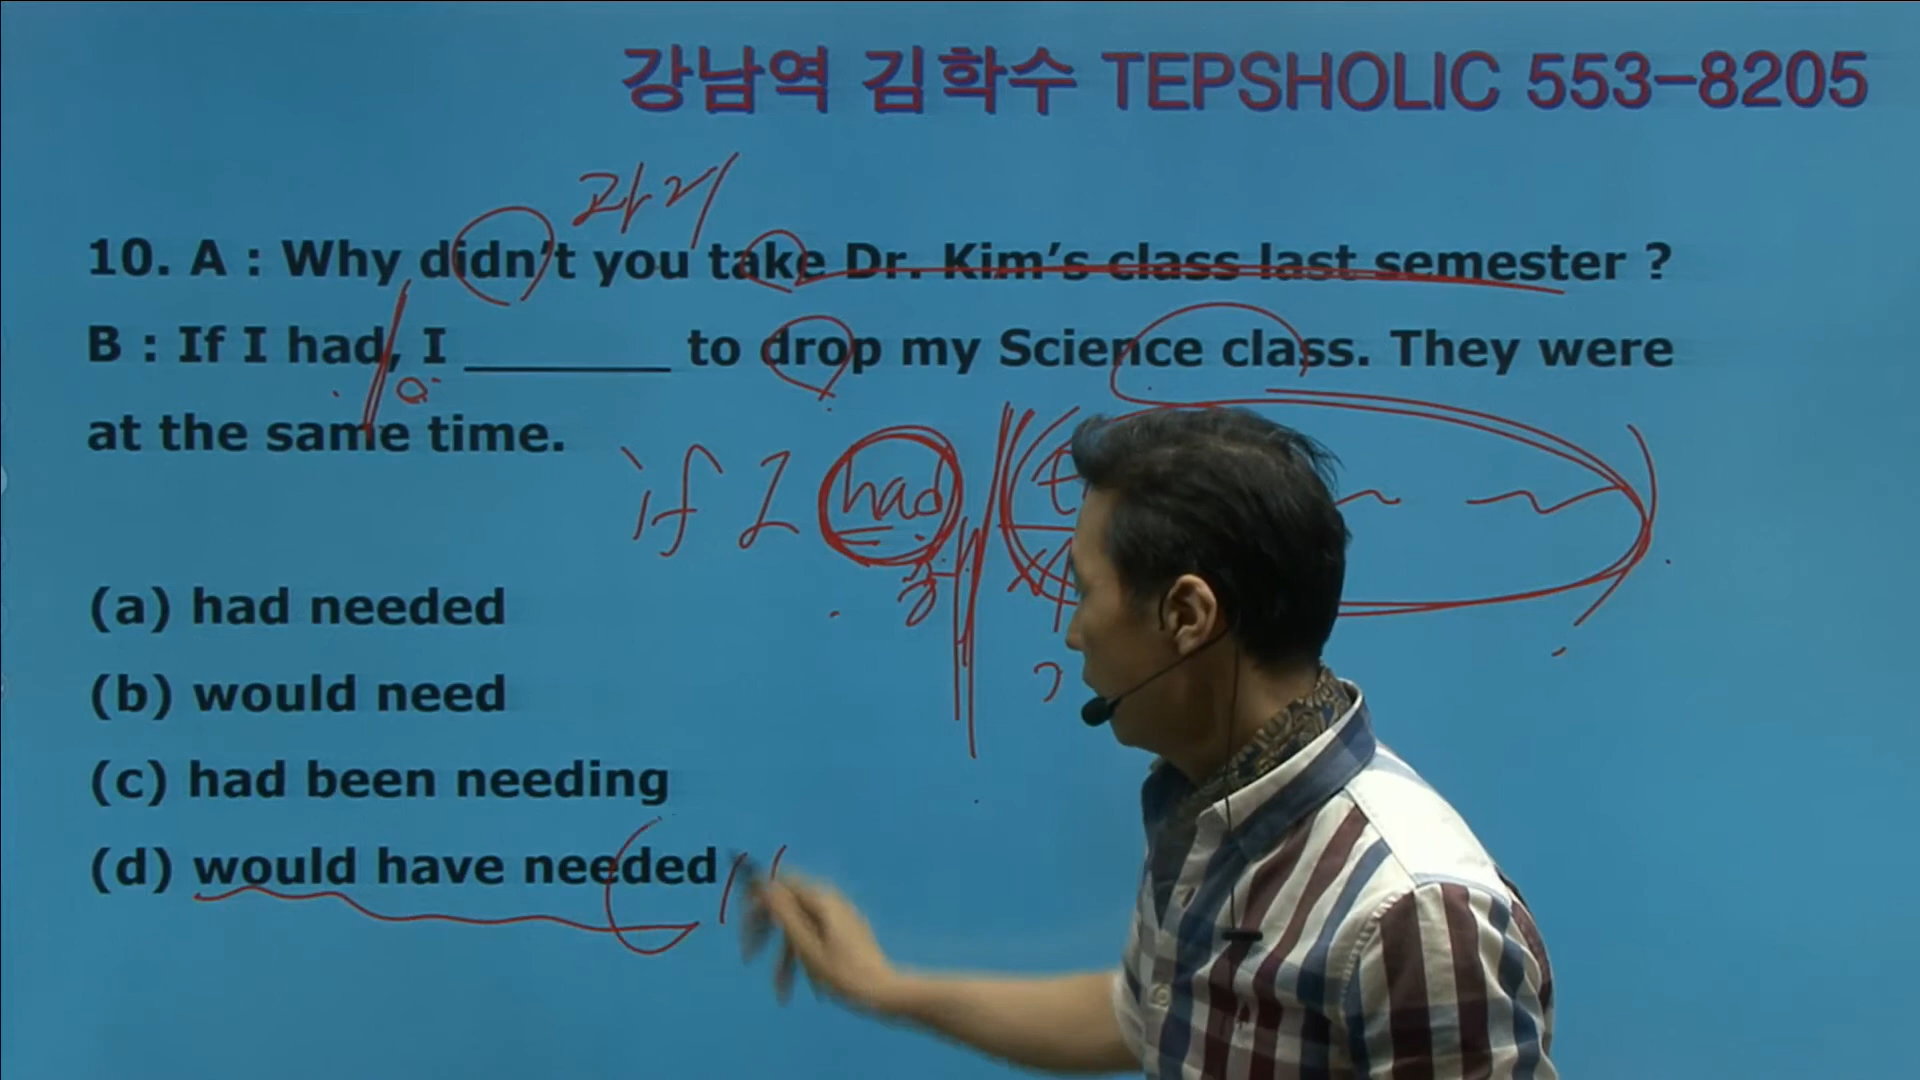 강남역 김학수 TEPSHOLIC 553-8205
과거
10. A : Why didn't you take Dr. Kim's class last semester ?
B : If I had, I ________ to drop my Science class. They were
at the same time.
if I had
(a) had needed
(b) would need
(c) had been needing
(d) would have needed